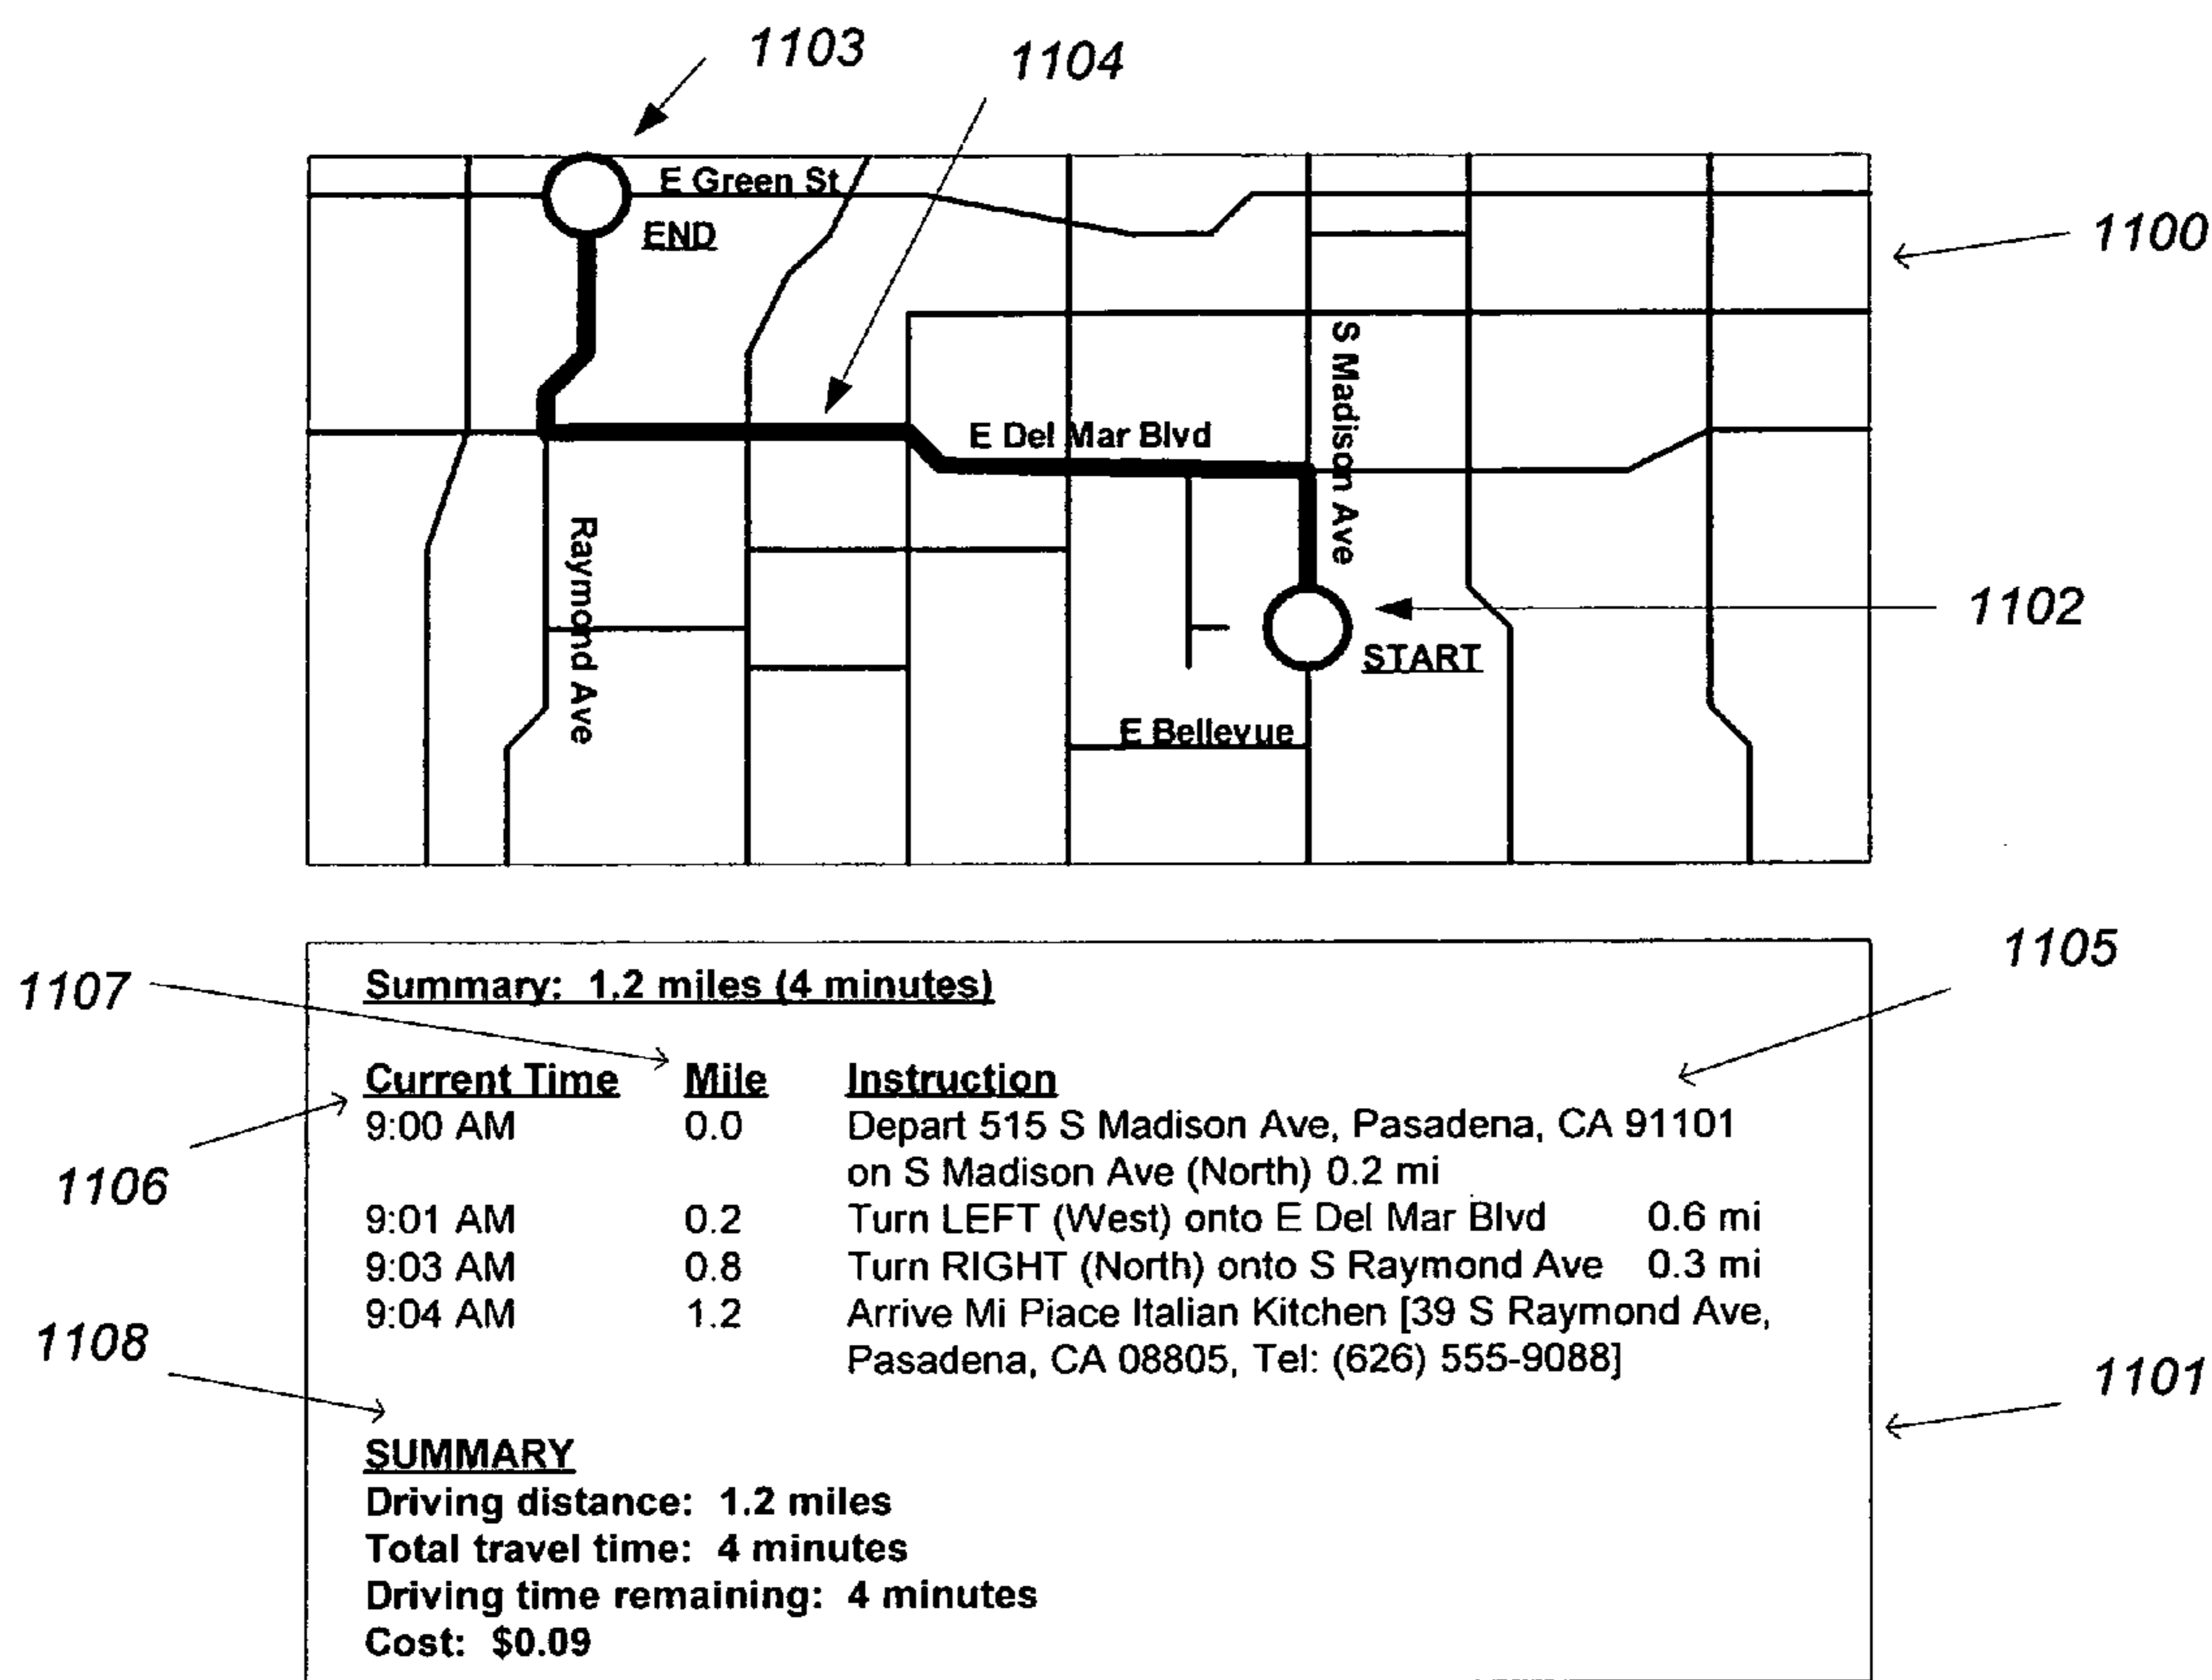 1103
1104
E Green St
END
1100
S Madison Ave
E Del Mar Blvd
Raymond Ave
1102
START
E Bellevue
1105
1107
Summary: 1.2 miles (4 minutes)
Current Time Mile Instruction
9:00 AM 0.0 Depart 515 S Madison Ave, Pasadena, CA 91101
on S Madison Ave (North) 0.2 mi
1106
9:01 AM 0.2 Turn LEFT (West) onto E Del Mar Blvd 0.6 mi
9:03 AM 0.8 Turn RIGHT (North) onto S Raymond Ave 0.3 mi
9:04 AM 1.2 Arrive Mi Piace Italian Kitchen [39 S Raymond Ave,
Pasadena, CA 08805, Tel: (626) 555-9088]
1108
1101
SUMMARY
Driving distance: 1.2 miles
Total travel time: 4 minutes
Driving time remaining: 4 minutes
Cost: $0.09